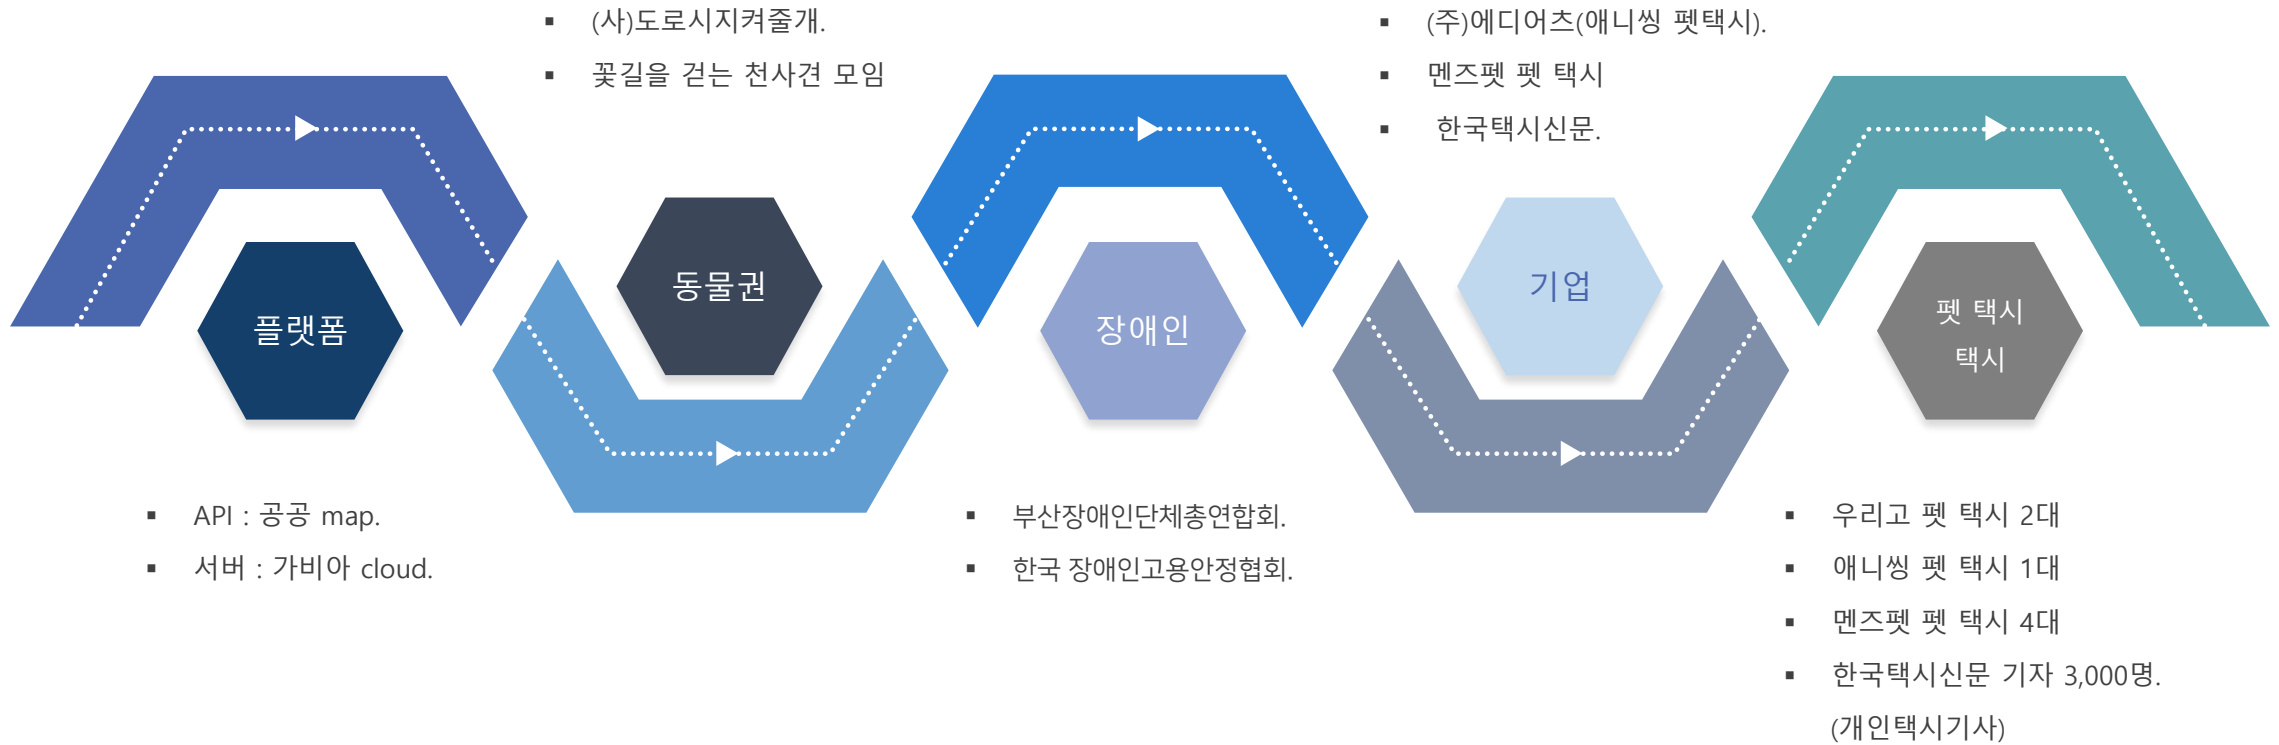 플랫폼
▪ API : 공공 map.
▪ 서버 : 가비아 cloud.
▪ (사)도로시지켜줄개.
▪ 꽃길을 걷는 천사견 모임
동물권
장애인
▪ 부산장애인단체총연합회.
▪ 한국 장애인고용안정협회.
▪ (주)에디어츠(애니씽 펫택시).
▪ 멘즈펫 펫 택시
▪ 한국택시신문.
기업
펫 택시
택시
▪ 우리고 펫 택시 2대
▪ 애니씽 펫 택시 1대
▪ 멘즈펫 펫 택시 4대
▪ 한국택시신문 기자 3,000명.
(개인택시기사)